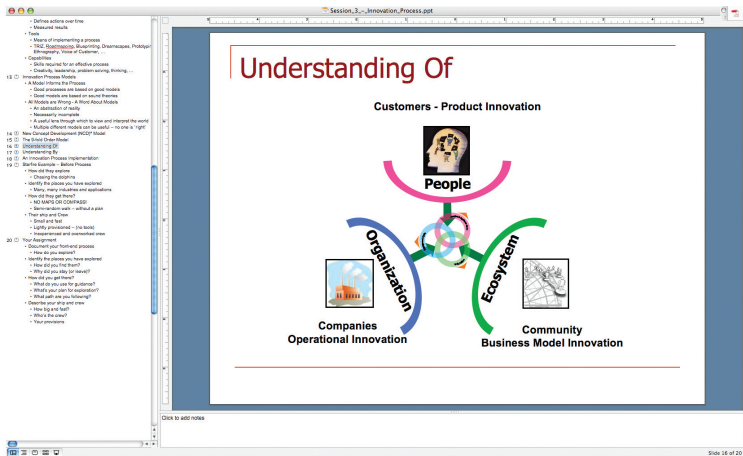 Session_3_-_Innovation_Process.ppt
- Defines actions over time
- Measured results
• Tools
- Means of implementing a process
- TRIZ, Roadmapping, Blueprinting, Dreamscapes, Prototypin
Ethnography, Voice of Customer, ...
• Capabilities
- Skills required for an effective process
- Creativity, leadership, problem solving, thinking, ...
13 Innovation Process Models
• A Model Informs the Process
- Good processes are based on good models
- Good models are based on sound theories
• All Models are Wrong - A Word About Models
- An abstraction of reality
- Necessarily incomplete
- A useful lens through which to view and interpret the world
- Multiple different models can be useful – no one is 'right'
14 New Concept Development (NCD)* Model
15 The 9-fold Order Model
16 Understanding Of
17 Understanding By
18 An Innovation Process Implementation
19 Starfire Example – Before Process
• How did they explore
- Chasing the dolphins
• Identify the places you have explored
- Many, many industries and applications
• How did they get there?
- NO MAPS OR COMPASS!
- Semi-random walk – without a plan
• Their ship and Crew
- Small and fast
- Lightly provisioned – (no tools)
- Inexperienced and overworked crew
20 Your Assignment
• Document your front-end process
- How do you explore?
• Identify the places you have explored
- How did you find them?
- Why did you stay (or leave)?
• How did you get there?
- What do you use for guidance?
- What's your plan for exploration?
- What path are you following?
• Describe your ship and crew
- How big and fast?
- Who's the crew?
- Your provisions
Understanding Of
Customers - Product Innovation
People
Organization
Ecosystem
Companies
Operational Innovation
Community
Business Model Innovation
Click to add notes
Slide 16 of 20